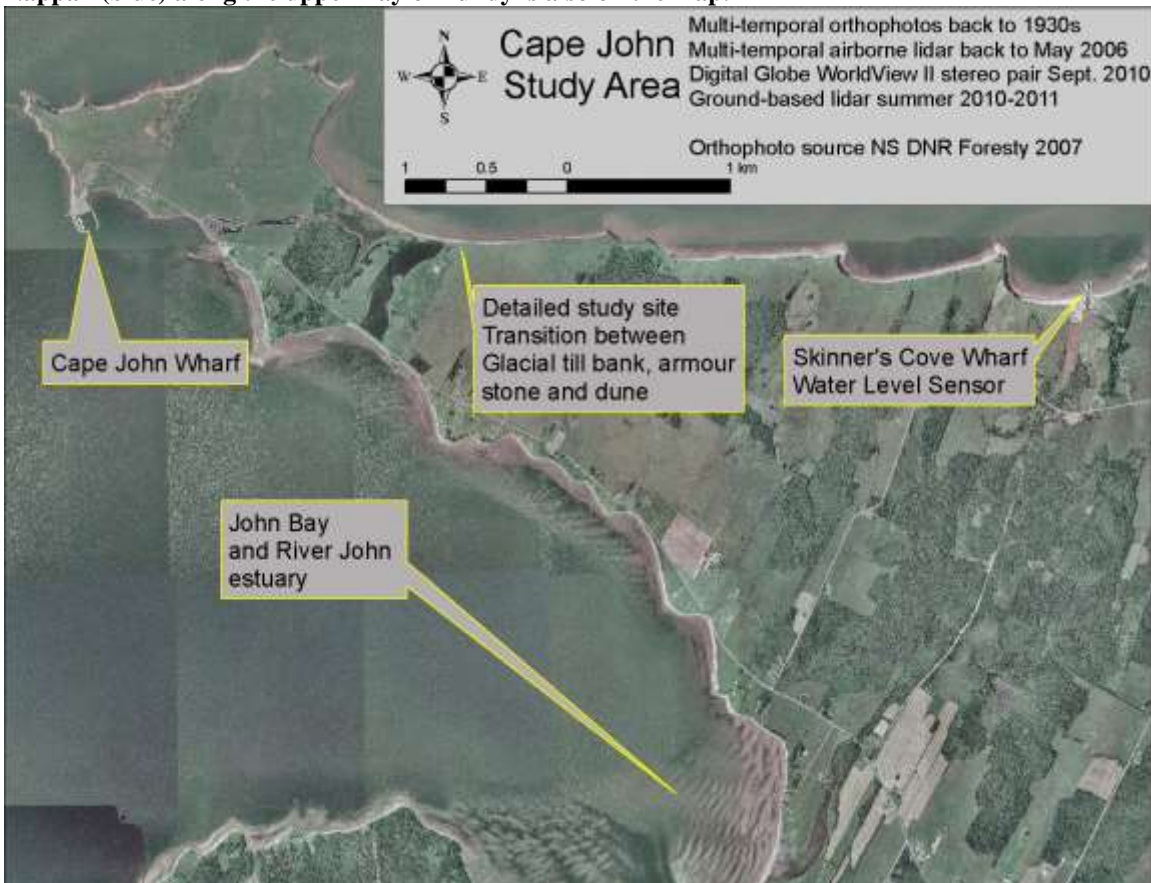 N
W
E
S
Cape John
Study Area
Multi-temporal orthophotos back to 1930s
Multi-temporal airborne lidar back to May 2006
Digital Globe WorldView II stereo pair Sept. 2010
Ground-based lidar summer 2010-2011
Orthophoto source NS DNR Foresty 2007
1 0.5 0 1 km
Cape John Wharf
Detailed study site
Transition between
Glacial till bank, armour
stone and dune
Skinner's Cove Wharf
Water Level Sensor
John Bay
and River John
estuary